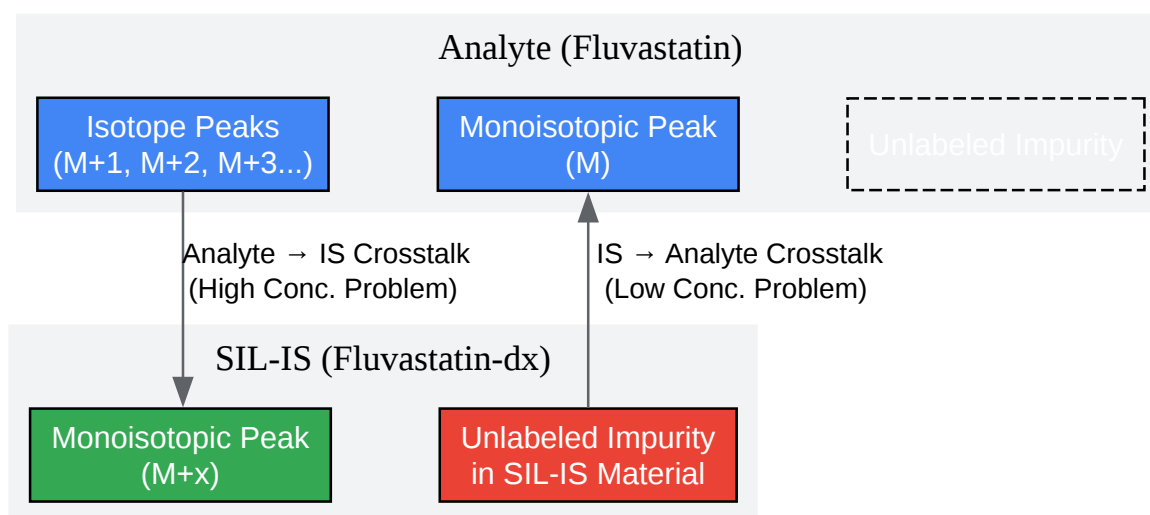 Analyte (Fluvastatin)
Isotope Peaks
(M+1, M+2, M+3...)
Monoisotopic Peak
(M)
Unlabeled Impurity
Analyte → IS Crosstalk
(High Conc. Problem)
IS → Analyte Crosstalk
(Low Conc. Problem)
SIL-IS (Fluvastatin-dx)
Monoisotopic Peak
(M+x)
Unlabeled Impurity
in SIL-IS Material